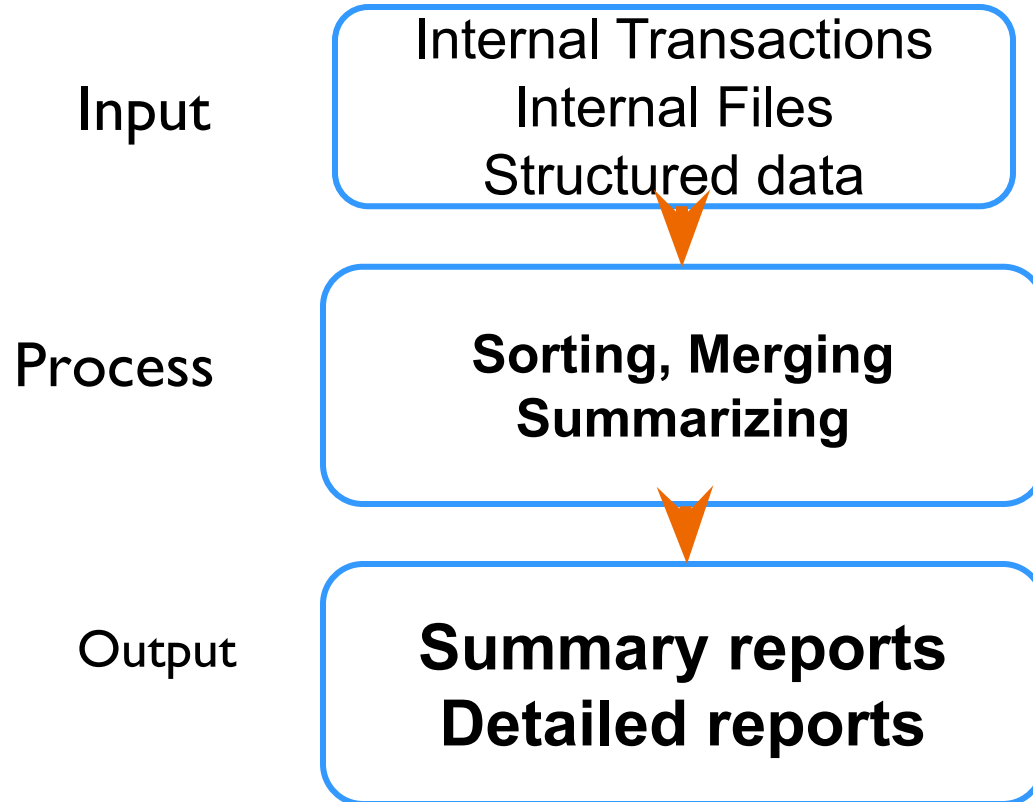 Input
Internal Transactions
Internal Files
Structured data
Process
Sorting, Merging
Summarizing
Output
Summary reports
Detailed reports